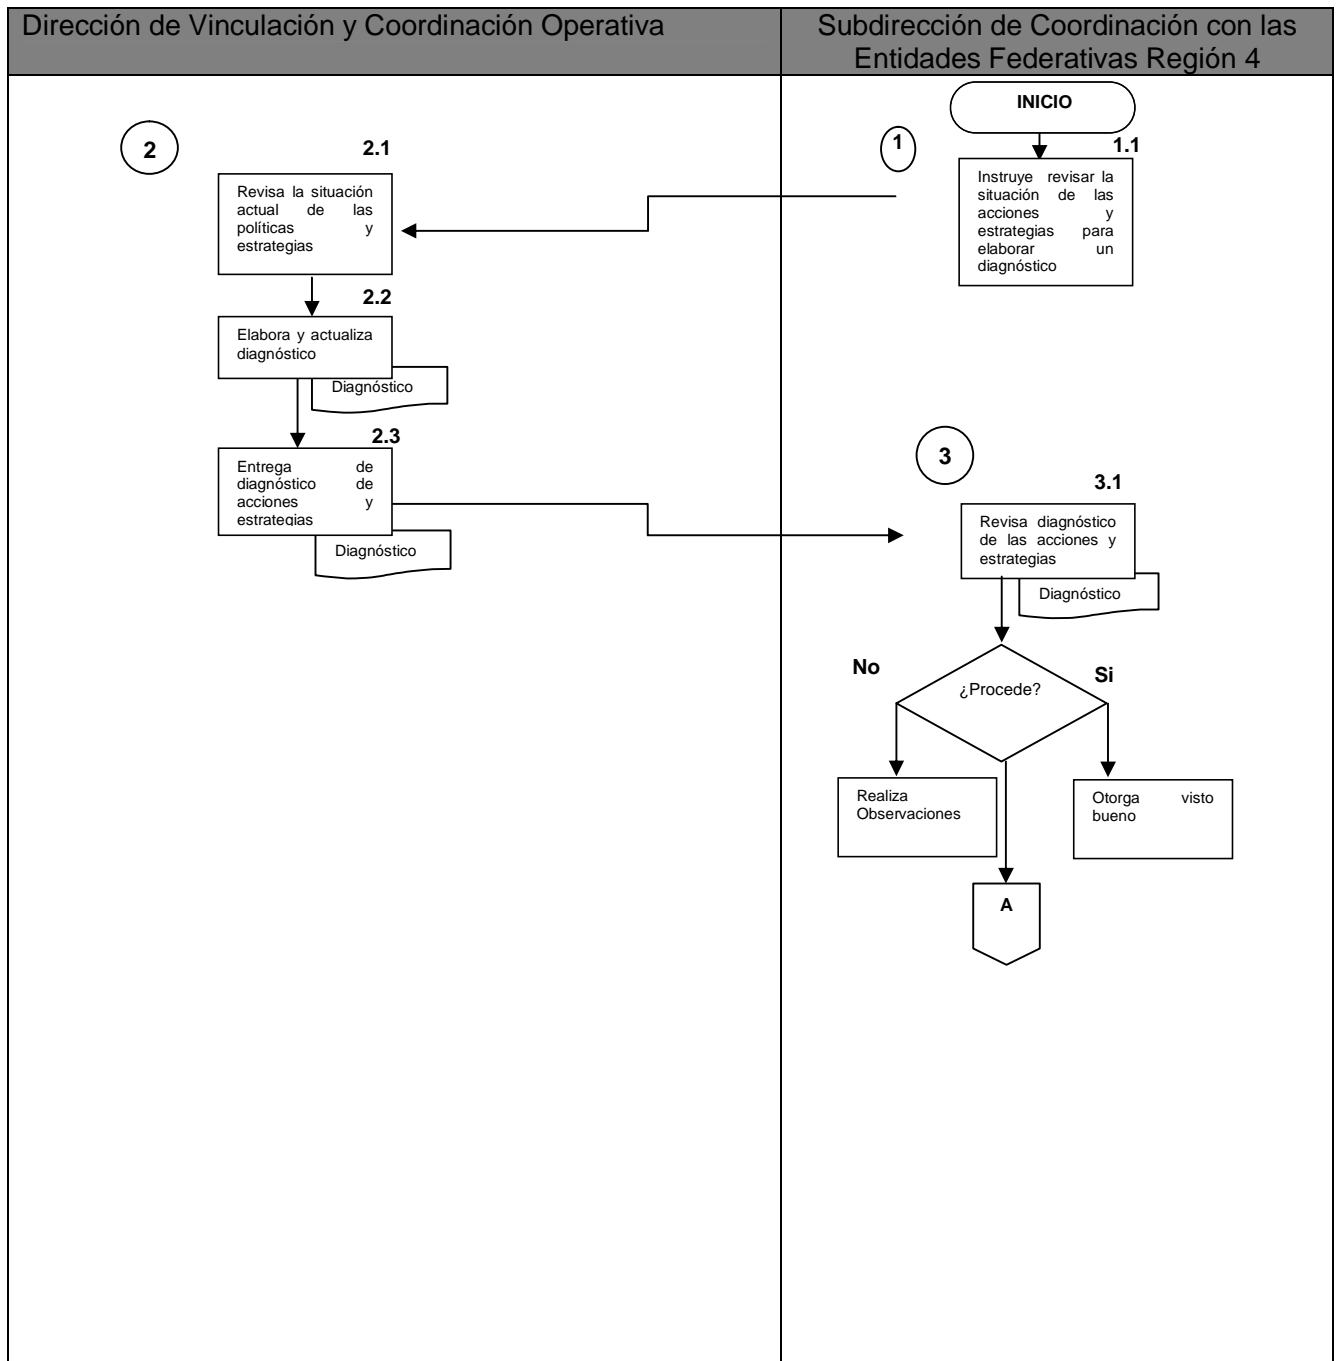 Dirección de Vinculación y Coordinación Operativa
Subdirección de Coordinación con las
Entidades Federativas Región 4
INICIO
1
1.1
Instruye revisar la
situación de las
acciones y
estrategias para
elaborar un
diagnóstico
2
2.1
Revisa la situación
actual de las
políticas y
estrategias
2.2
Elabora y actualiza
diagnóstico
Diagnóstico
2.3
Entrega de
diagnóstico de
acciones y
estrategias
Diagnóstico
3
3.1
Revisa diagnóstico
de las acciones y
estrategias
Diagnóstico
No
¿Procede?
Si
Realiza
Observaciones
Otorga visto
bueno
A